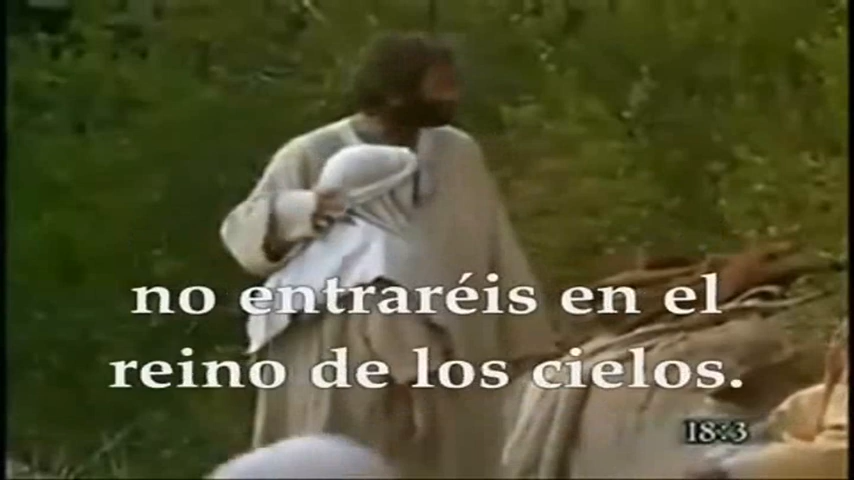 no entraréis en el
reino de los cielos.
18:3